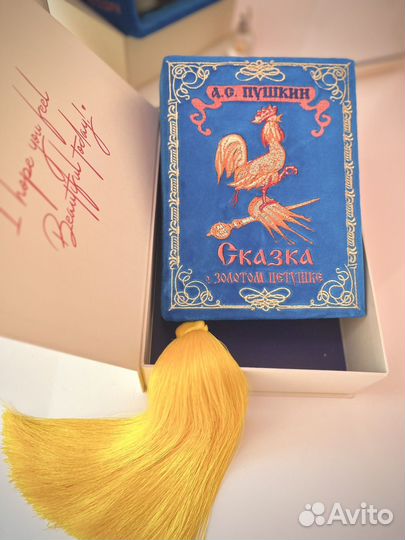 А. С. ПУШКИН
Сказка
о ЗОЛОТОМ ПЕТУШКЕ
I hope you feel
Beautiful today!
Avito